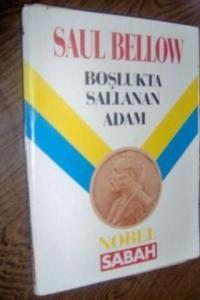 SAUL BELLOW
BOŞLUKTA
SALLANAN
ADAM
NOBEL
SABAH